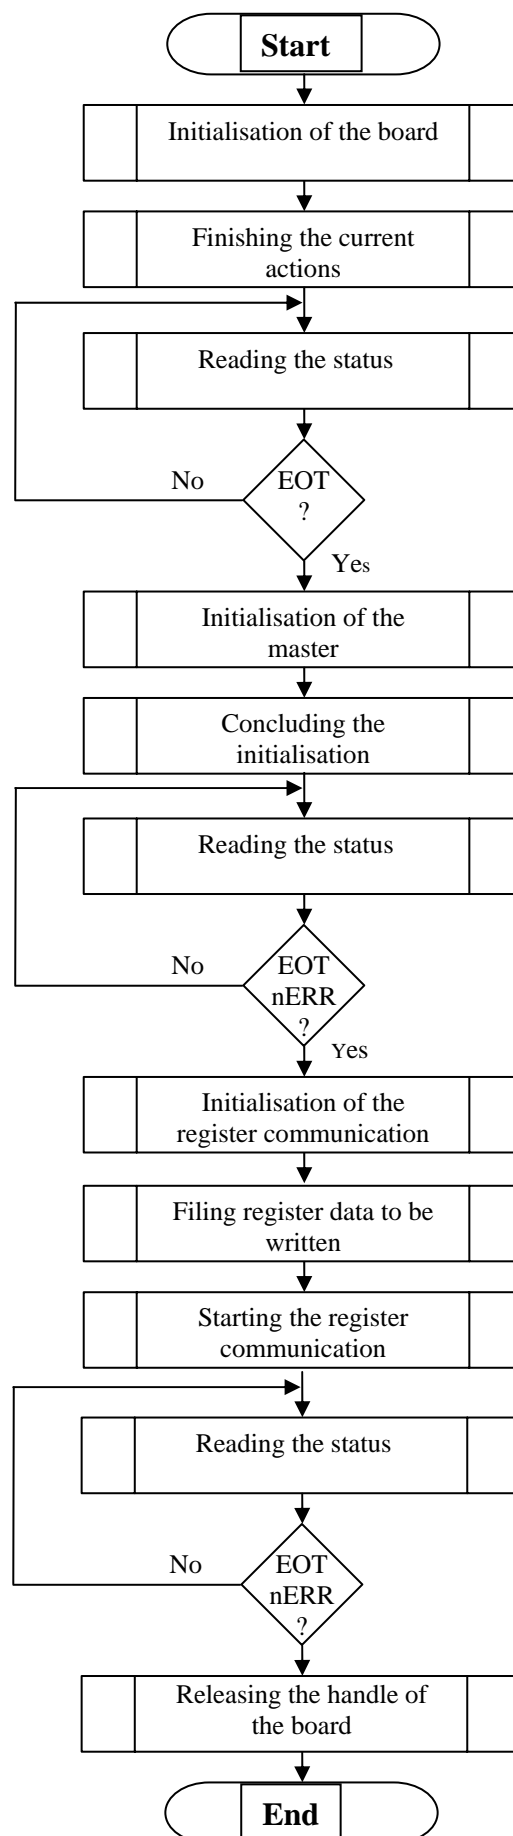 Start
Initialisation of the board
Finishing the current
actions
Reading the status
No
EOT
?
Yes
Initialisation of the
master
Concluding the
initialisation
Reading the status
No
EOT
nERR
?
Yes
Initialisation of the
register communication
Filing register data to be
written
Starting the register
communication
Reading the status
No
EOT
nERR
?
Releasing the handle of
the board
End